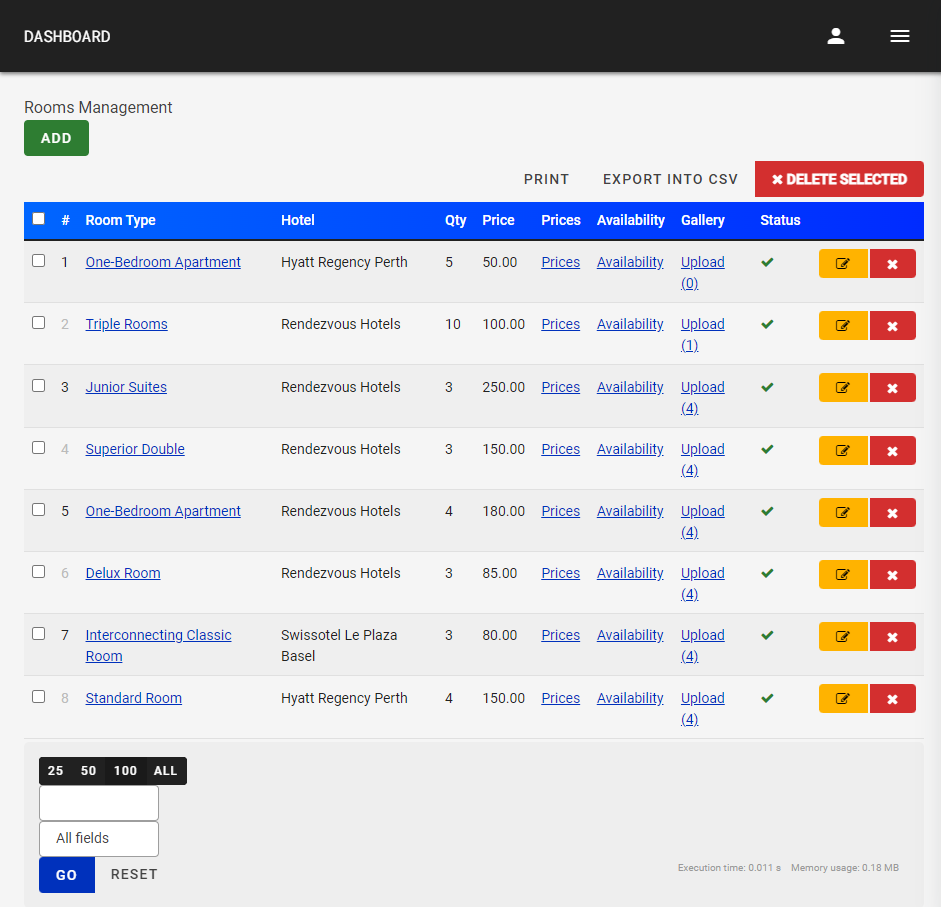 DASHBOARD
Rooms Management
ADD
PRINT EXPORT INTO CSV DELETE SELECTED
# Room Type Hotel Qty Price Prices Availability Gallery Status
1 One-Bedroom Apartment Hyatt Regency Perth 5 50.00 Prices Availability Upload
(0)
2 Triple Rooms Rendezvous Hotels 10 100.00 Prices Availability Upload
(1)
3 Junior Suites Rendezvous Hotels 3 250.00 Prices Availability Upload
(4)
4 Superior Double Rendezvous Hotels 3 150.00 Prices Availability Upload
(4)
5 One-Bedroom Apartment Rendezvous Hotels 4 180.00 Prices Availability Upload
(4)
6 Delux Room Rendezvous Hotels 3 85.00 Prices Availability Upload
(4)
7 Interconnecting Classic Swissotel Le Plaza 3 80.00 Prices Availability Upload
Room Basel (4)
8 Standard Room Hyatt Regency Perth 4 150.00 Prices Availability Upload
(4)
25 50 100 ALL
All fields
GO RESET Execution time: 0.011 s Memory usage: 0.18 MB